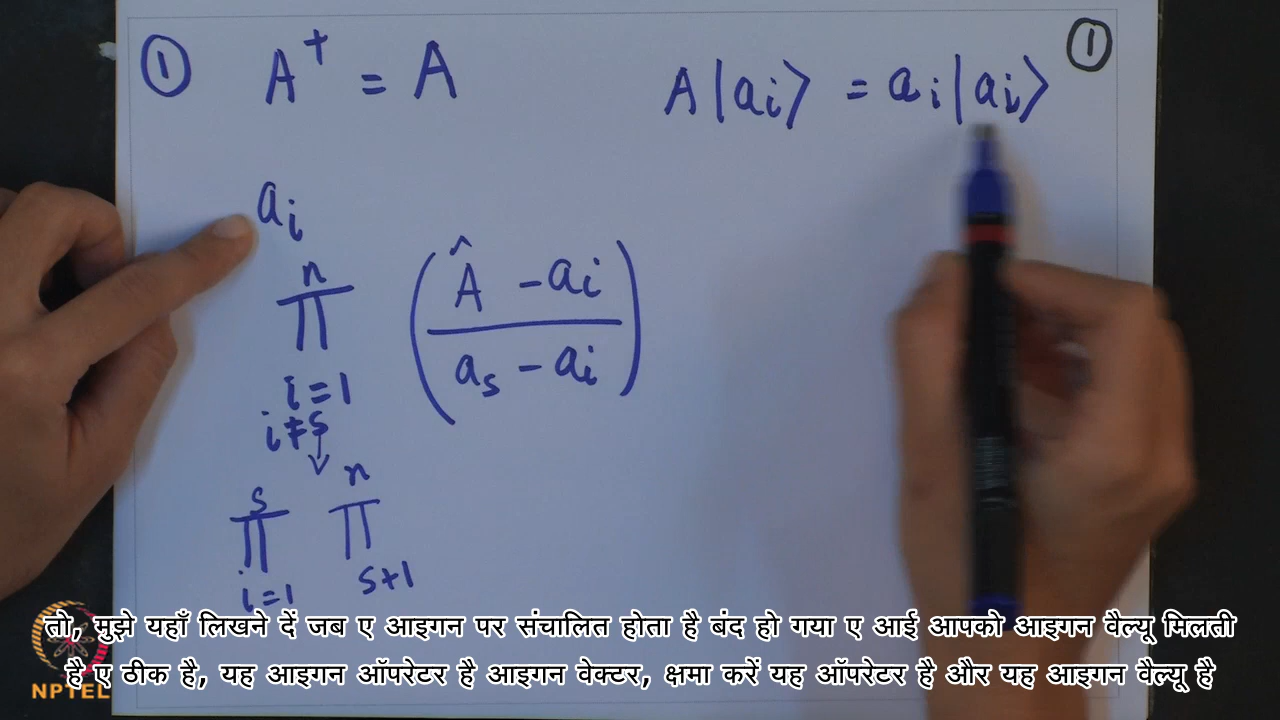 ① A† = A
A|ai⟩ = ai|ai⟩ ①
ai
n
∏ (Â - ai / as - ai)
i=1
i≠s
↓
s n
∏ ∏
i=1 s+1
तो, मुझे यहाँ लिखने दें जब ए आइगन पर संचालित होता है बंद हो गया ए आई आपको आइगन वैल्यू मिलती
है ए ठीक है, यह आइगन ऑपरेटर है आइगन वेक्टर, क्षमा करें यह ऑपरेटर है और यह आइगन वैल्यू है
NPTEL